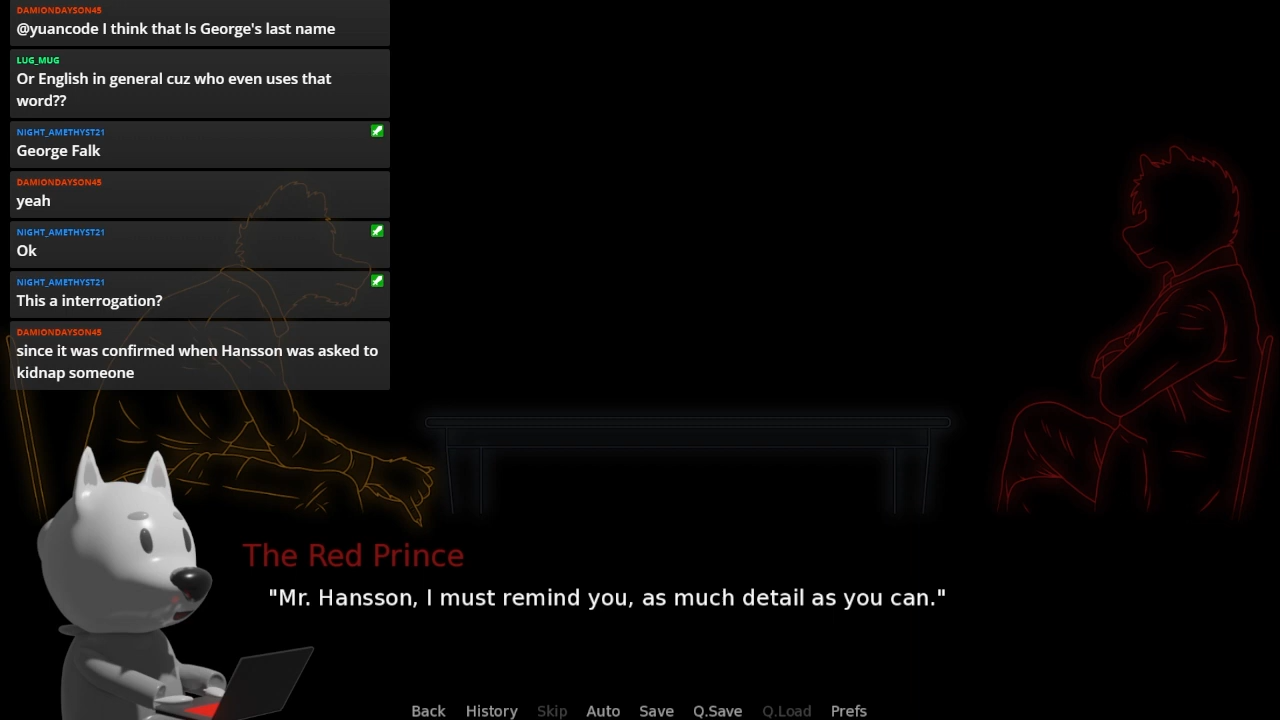 DAMIONDAYSON45
@yuancode I think that Is George's last name
LUG_MUG
Or English in general cuz who even uses that
word??
NIGHT_AMETHYST21
George Falk
DAMIONDAYSON45
yeah
NIGHT_AMETHYST21
Ok
NIGHT_AMETHYST21
This a interrogation?
DAMIONDAYSON45
since it was confirmed when Hansson was asked to
kidnap someone
The Red Prince
"Mr. Hansson, I must remind you, as much detail as you can."
Back History Skip Auto Save Q.Save Q.Load Prefs